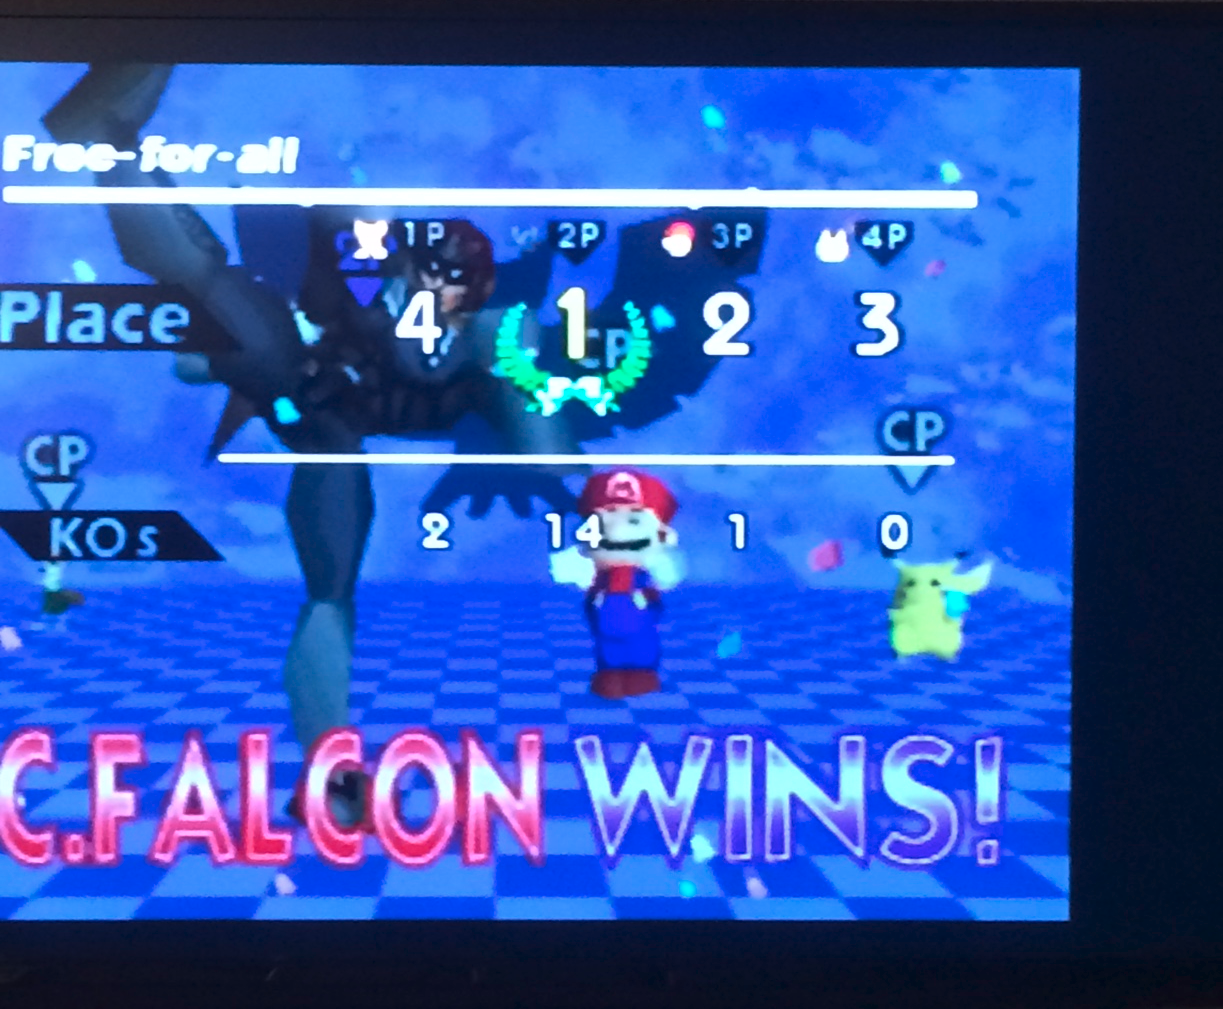 Free-for-all
1P 2P 3P 4P
Place 4 1 2 3
CP
CP
CP
KOs 2 14 1 0
M
C.FALCON WINS!